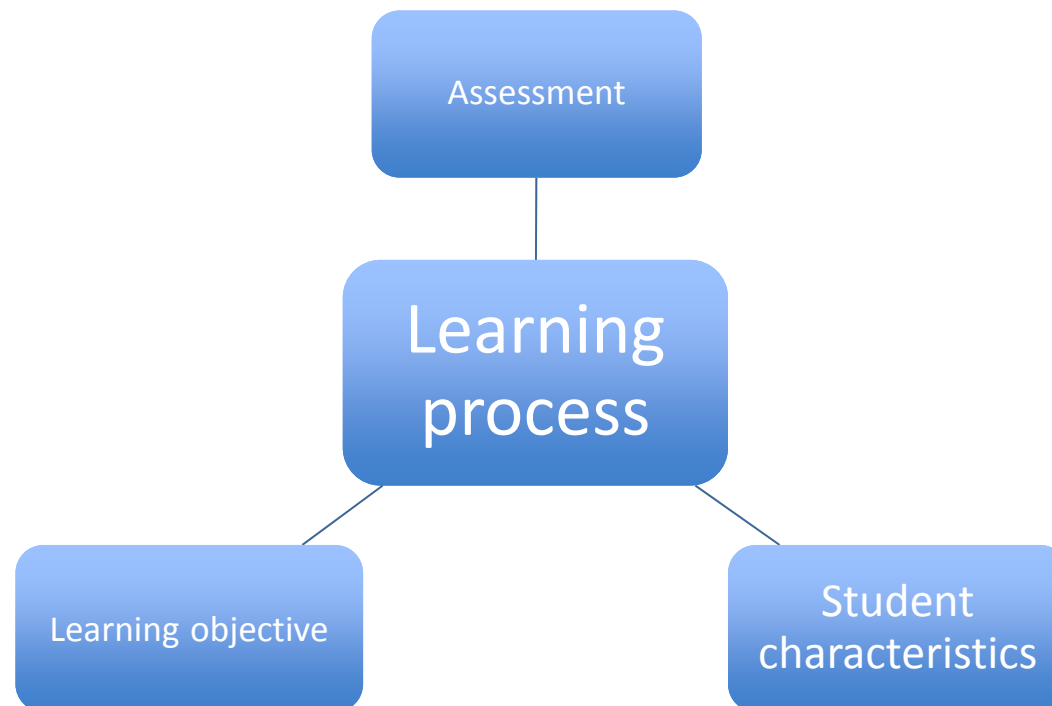 Assessment
Learning
process
Learning objective
Student
characteristics